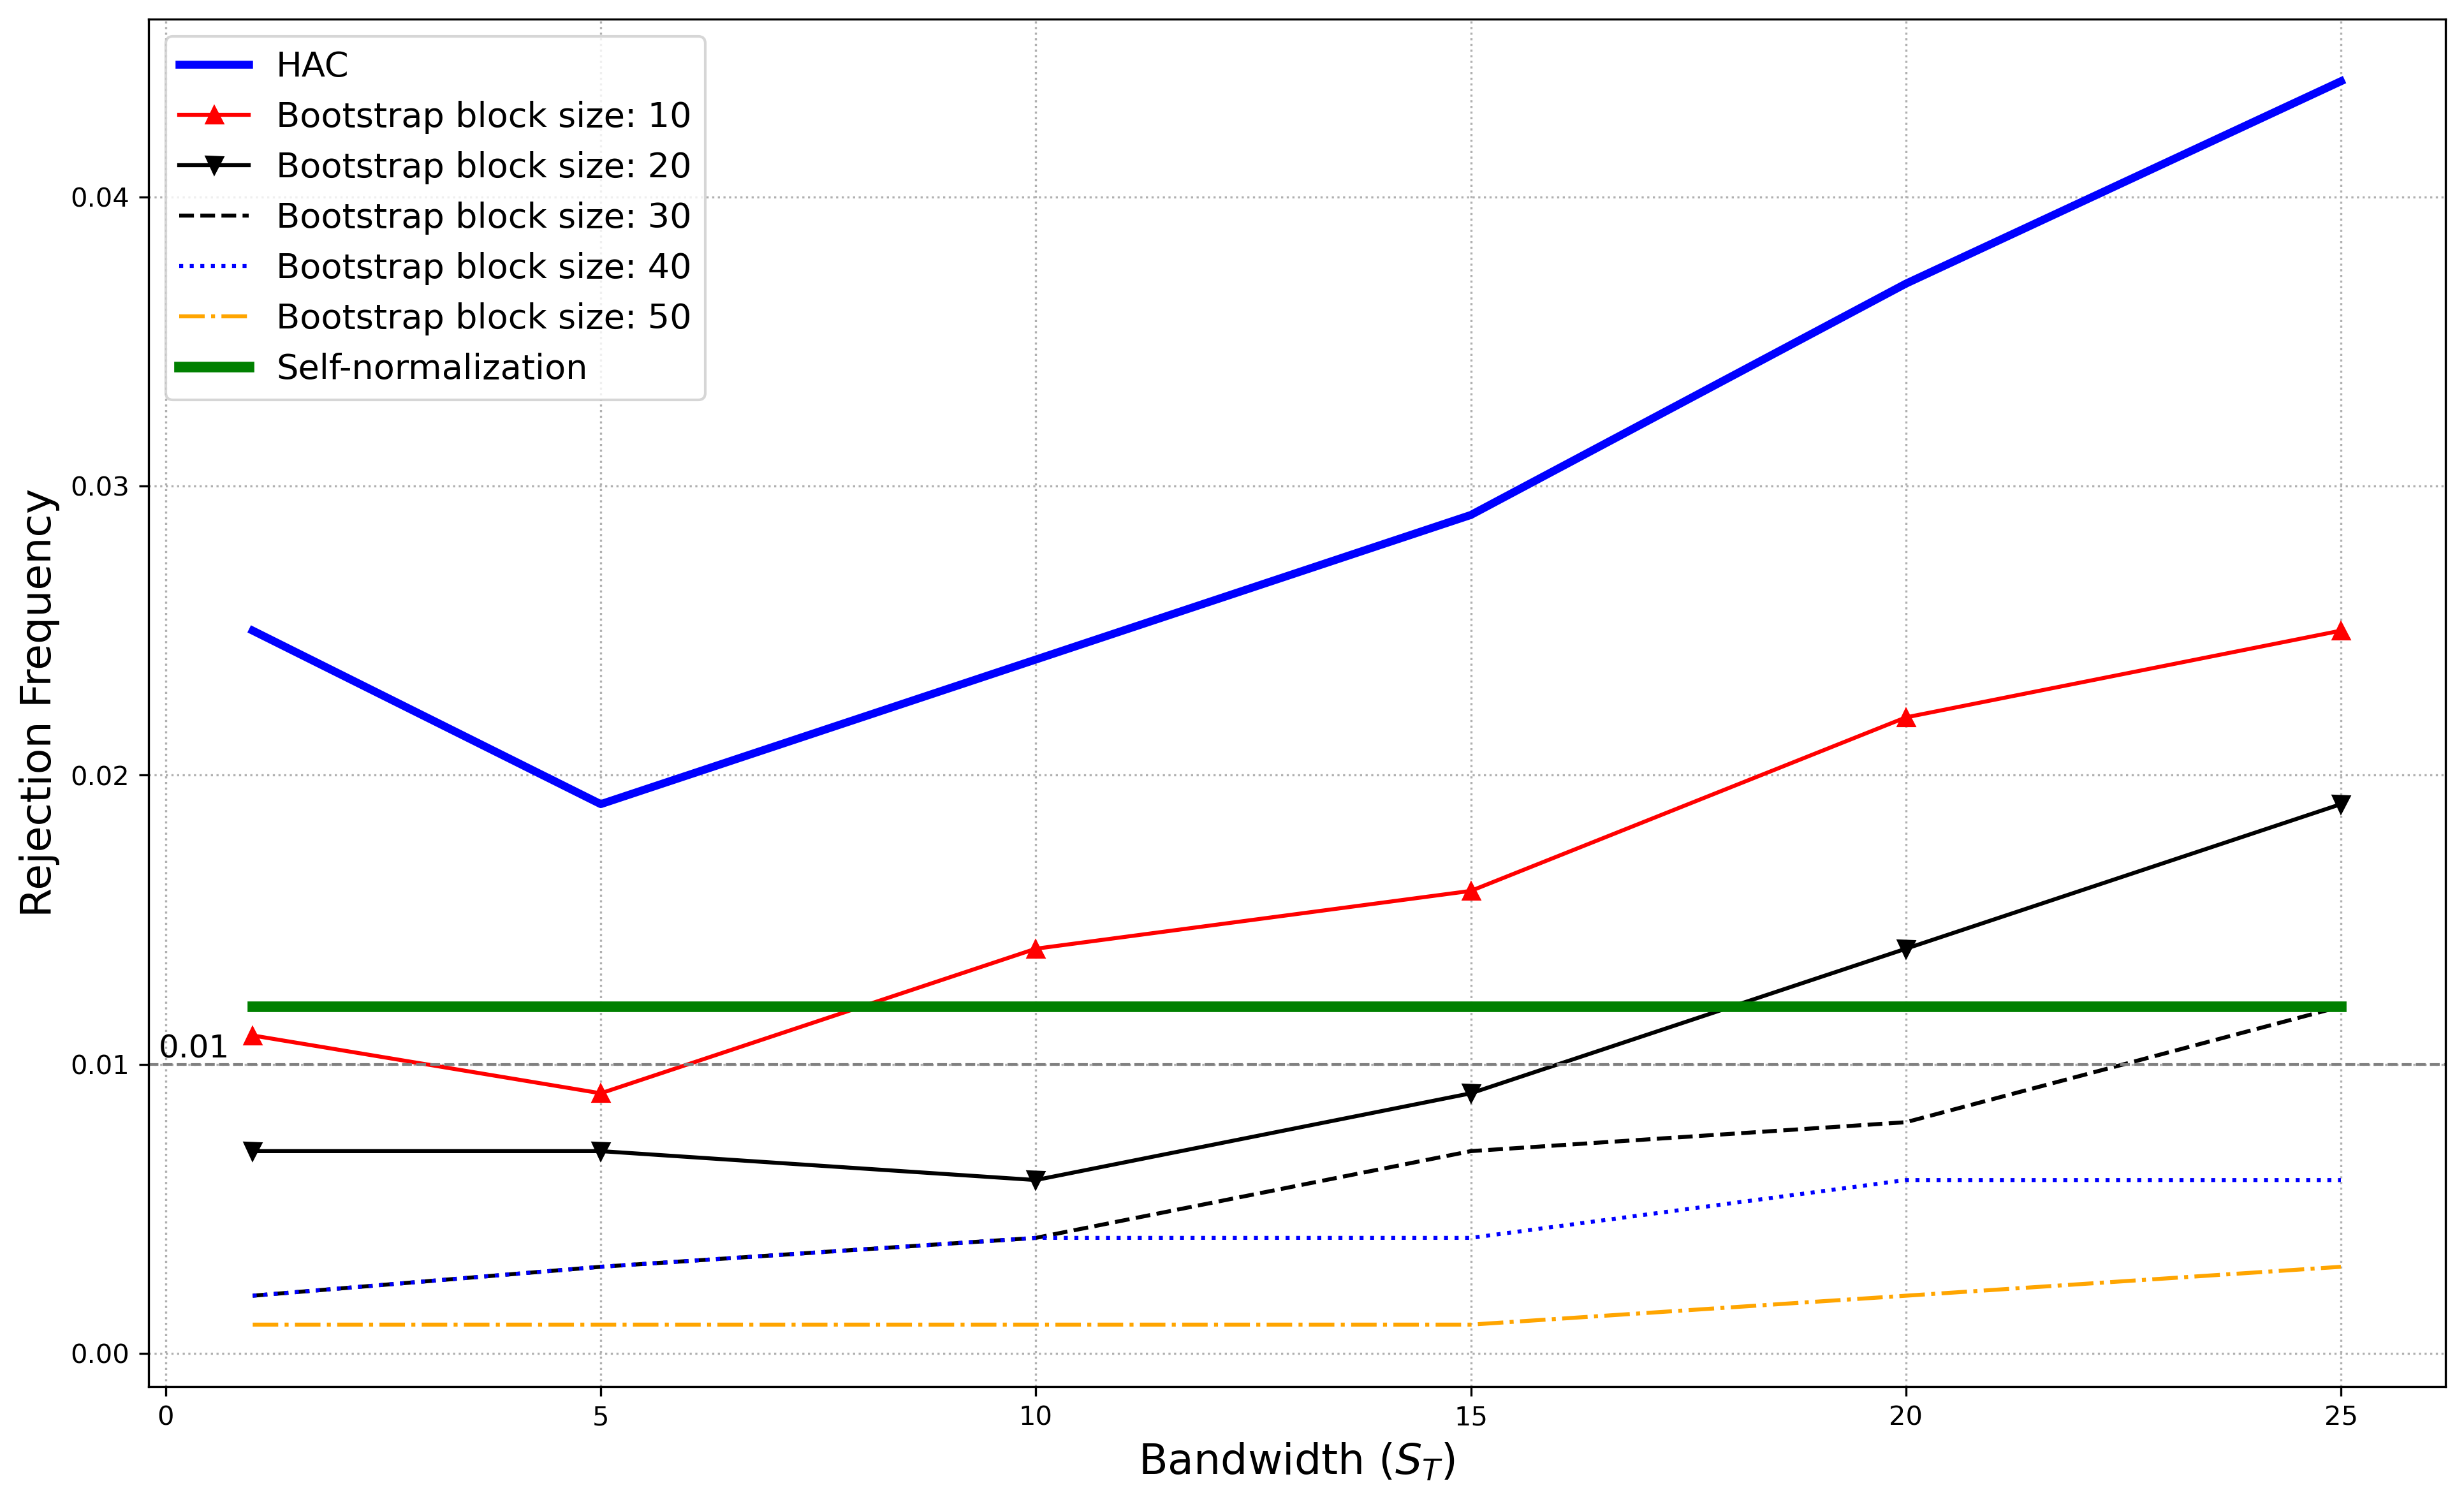 HAC
Bootstrap block size: 10
Bootstrap block size: 20
Bootstrap block size: 30
Bootstrap block size: 40
Bootstrap block size: 50
Self-normalization
Rejection Frequency
0.04
0.03
0.02
0.01
0.01
0.00
0 5 10 15 20 25
Bandwidth (S_T)